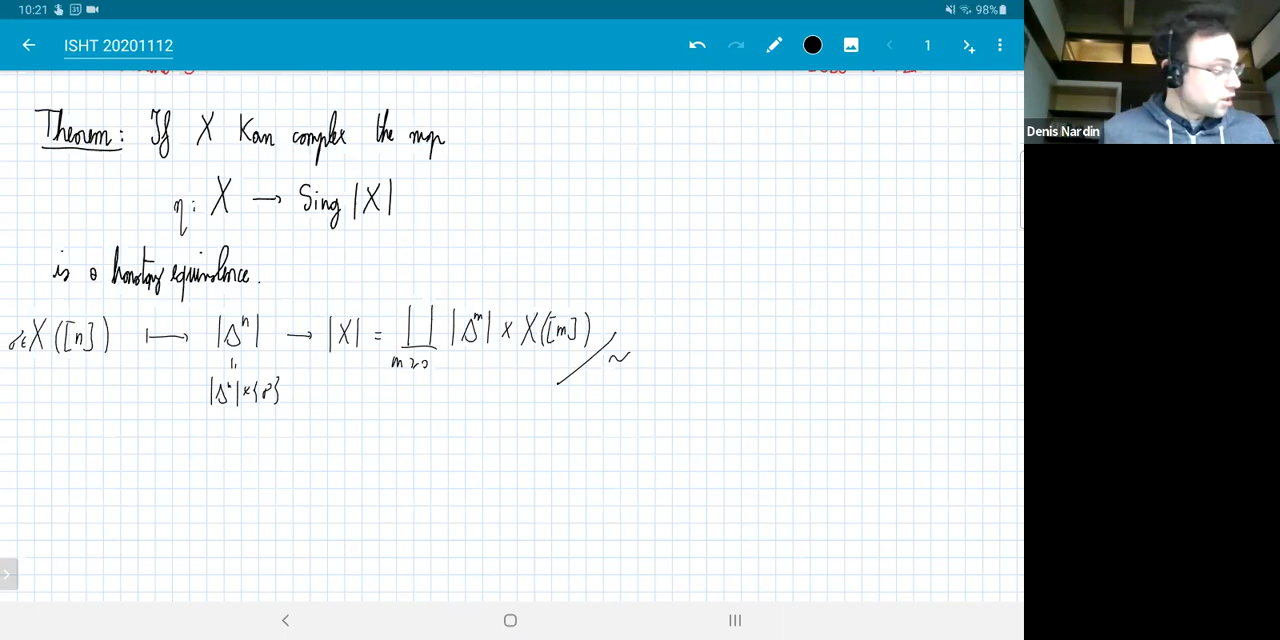 10:21 31 98%
ISHT 20201112 1
Theorem: If X Kan complex the map
η: X → Sing |X|
is a homotopy equivalence.
σ∈X([n]) ⟼ |Δⁿ| → |X| = ∐ |Δᵐ| × X([m]) / ~
m≥0
|Δⁿ|×{σ}
Denis Nardin